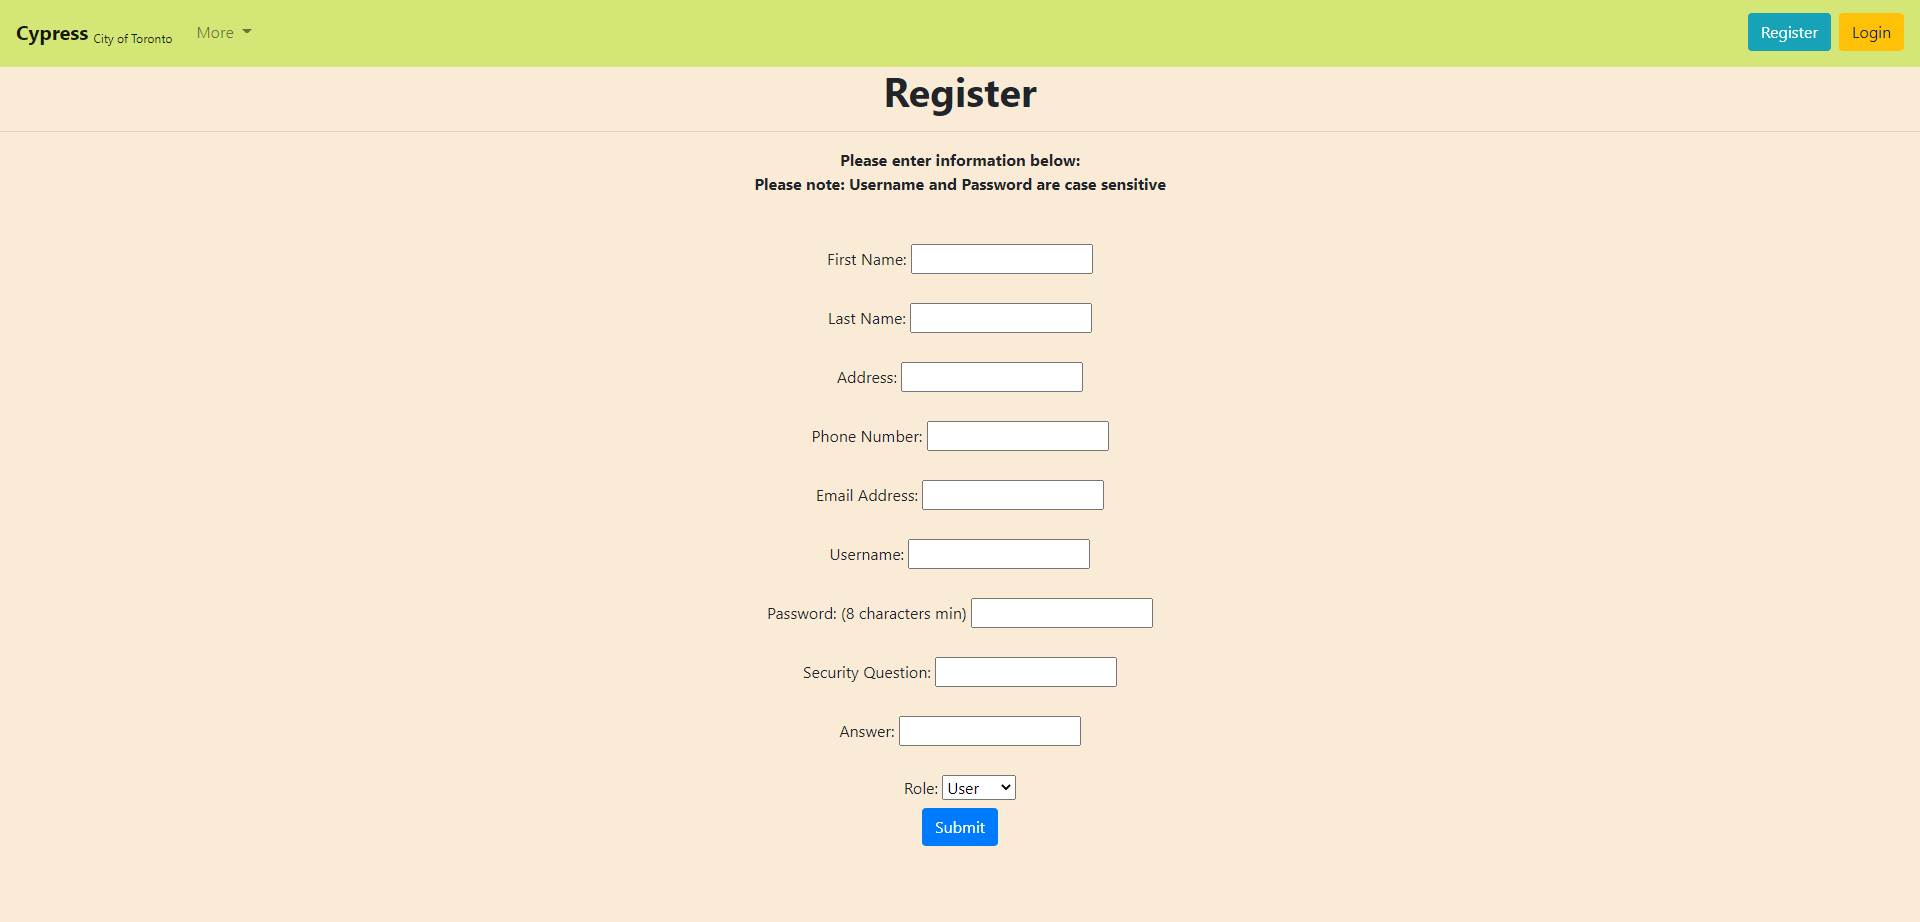 Cypress City of Toronto More Register Login
Register
Please enter information below:
Please note: Username and Password are case sensitive
First Name:
Last Name:
Address:
Phone Number:
Email Address:
Username:
Password: (8 characters min)
Security Question:
Answer:
Role: User
Submit